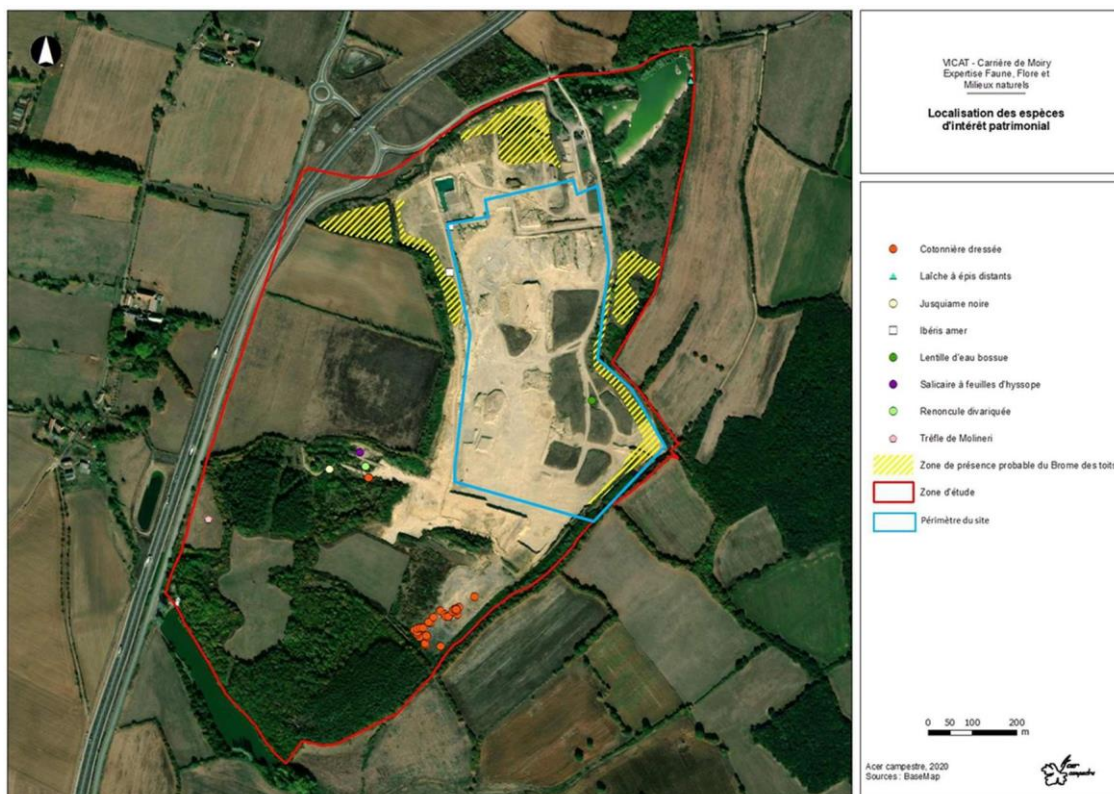 VICAT - Carrière de Moiry
Expertise Faune, Flore et
Milieux naturels
Localisation des espèces
d'intérêt patrimonial
Cotonnière dressée
Laîche à épis distants
Jusquiame noire
Ibéris amer
Lentille d'eau bossue
Salicaire à feuilles d'hyssope
Renoncule divariquée
Trèfle de Molineri
Zone de présence probable du Brome des toits
Zone d'étude
Périmètre du site
0 50 100 200
m
Acer campestre, 2020
Sources : BaseMap
Acer
campestre